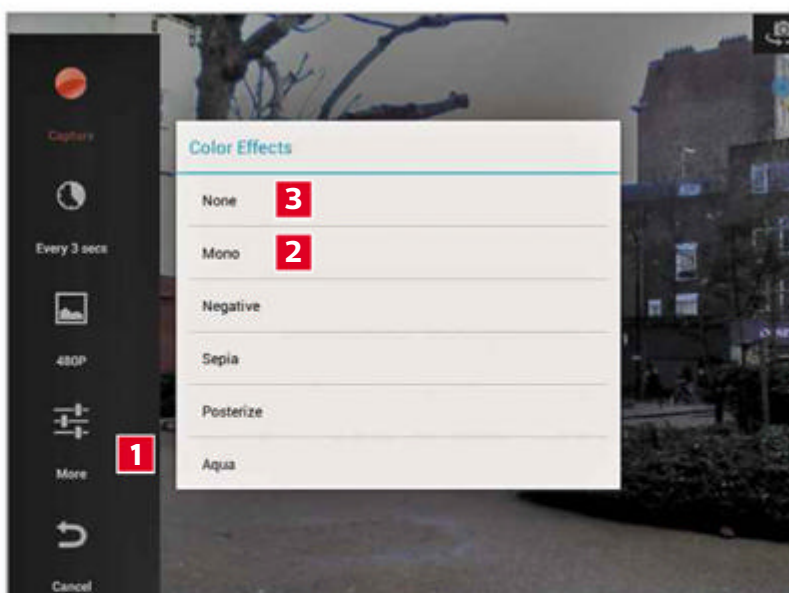 Capture
Every 3 secs
480P
1
More
Cancel
Color Effects
None 3
Mono 2
Negative
Sepia
Posterize
Aqua